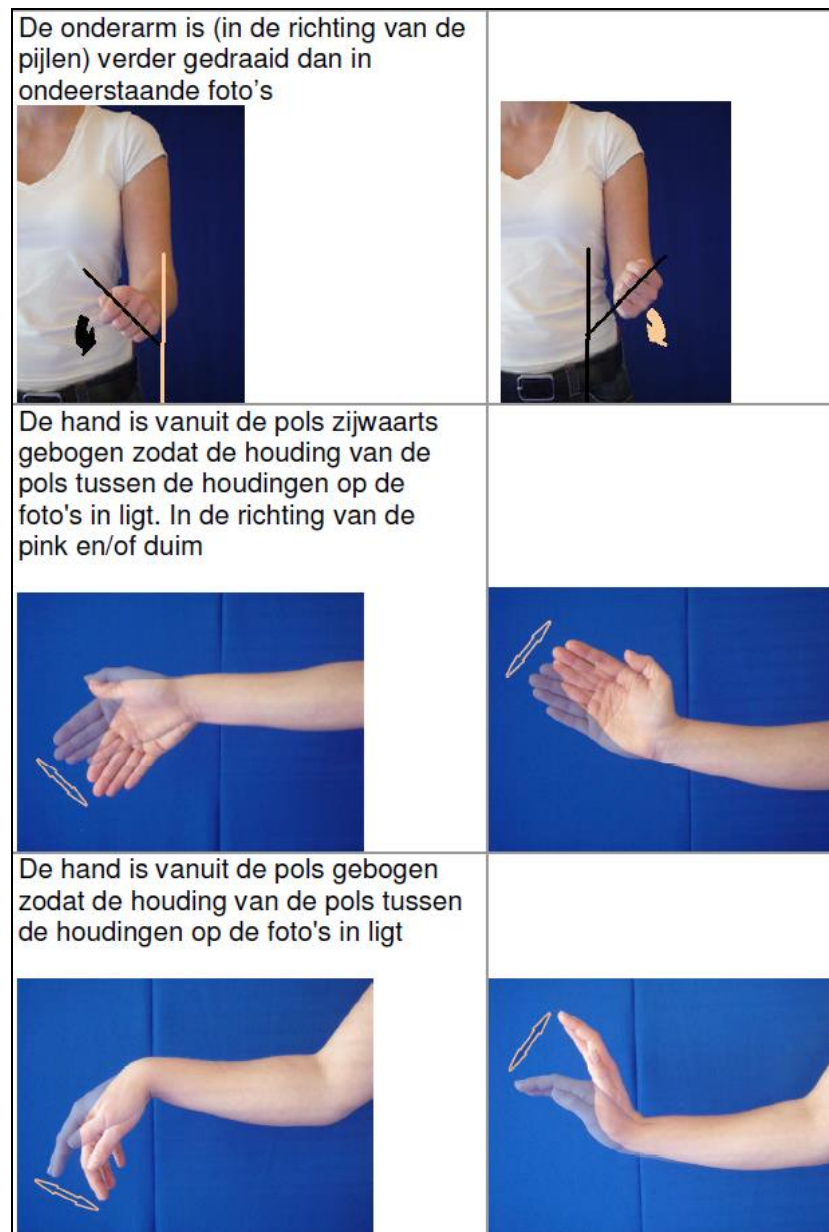 De onderarm is (in de richting van de
pijlen) verder gedraaid dan in
ondeerstaande foto's
De hand is vanuit de pols zijwaarts
gebogen zodat de houding van de
pols tussen de houdingen op de
foto's in ligt. In de richting van de
pink en/of duim
De hand is vanuit de pols gebogen
zodat de houding van de pols tussen
de houdingen op de foto's in ligt